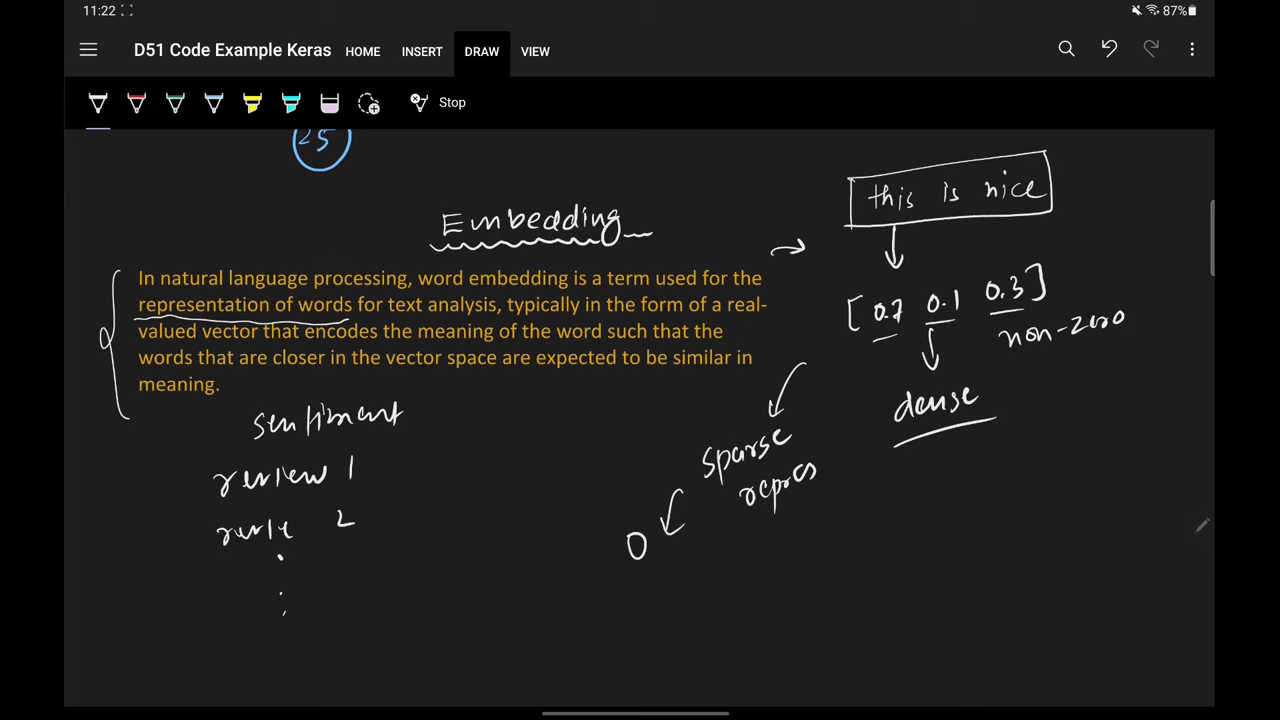 11:22
87%
D51 Code Example Keras HOME INSERT DRAW VIEW
Stop
25
this is nice
Embedding
In natural language processing, word embedding is a term used for the
representation of words for text analysis, typically in the form of a real-
valued vector that encodes the meaning of the word such that the
words that are closer in the vector space are expected to be similar in
meaning.
[0.7 0.1 0.3]
non-zero
dense
sparse
repres
0
sentiment
review 1
2